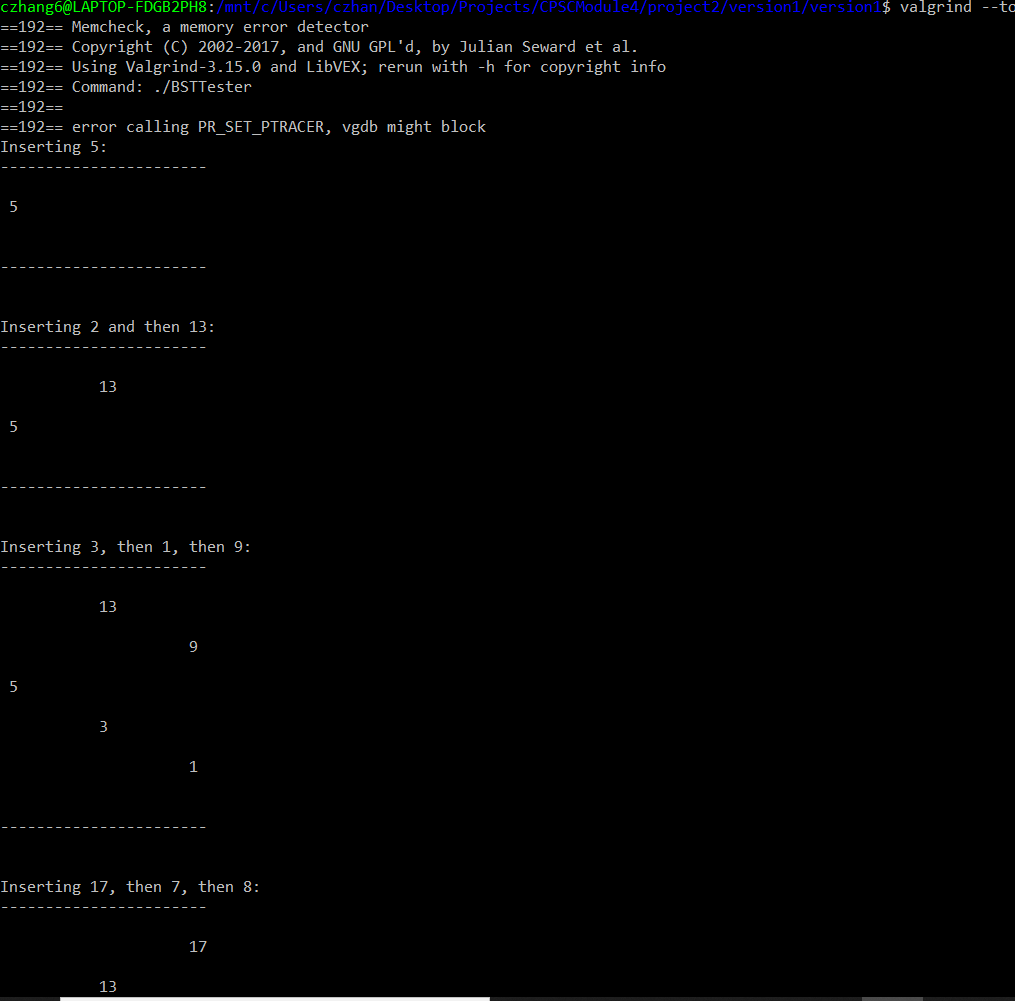 czhang6@LAPTOP-FDGB2PH8:/mnt/c/Users/czhan/Desktop/Projects/CPSCModule4/project2/version1/version1$ valgrind --to
==192== Memcheck, a memory error detector
==192== Copyright (C) 2002-2017, and GNU GPL'd, by Julian Seward et al.
==192== Using Valgrind-3.15.0 and LibVEX; rerun with -h for copyright info
==192== Command: ./BSTTester
==192==
==192== error calling PR_SET_PTRACER, vgdb might block
Inserting 5:
-----------------------
5
-----------------------
Inserting 2 and then 13:
-----------------------
13
5
-----------------------
Inserting 3, then 1, then 9:
-----------------------
13
9
5
3
1
-----------------------
Inserting 17, then 7, then 8:
-----------------------
17
13